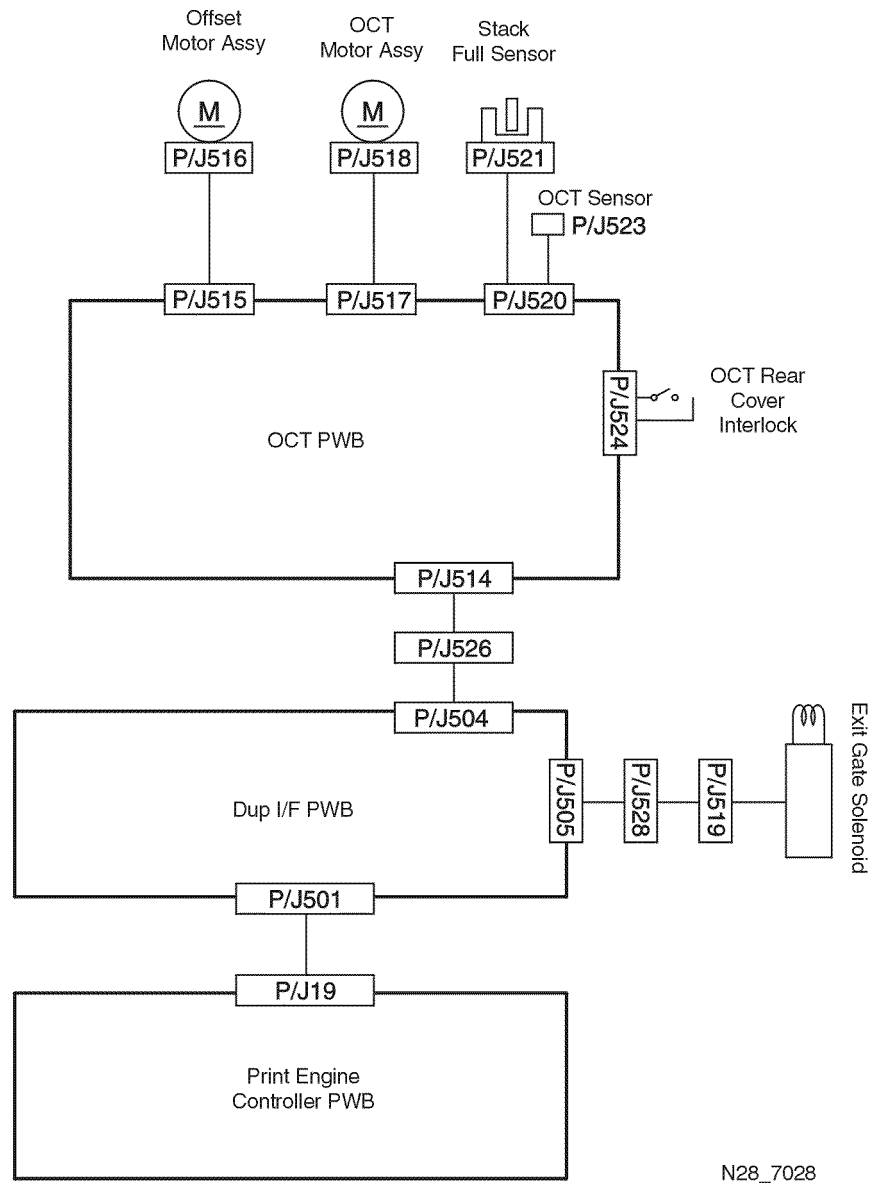 Offset
Motor Assy
OCT
Motor Assy
Stack
Full Sensor
M
M
P/J516
P/J518
P/J521
OCT Sensor
P/J523
P/J515
P/J517
P/J520
P/J524
OCT Rear
Cover
Interlock
OCT PWB
P/J514
P/J526
P/J504
P/J505
P/J528
P/J519
Exit Gate Solenoid
Dup I/F PWB
P/J501
P/J19
Print Engine
Controller PWB
N28_7028